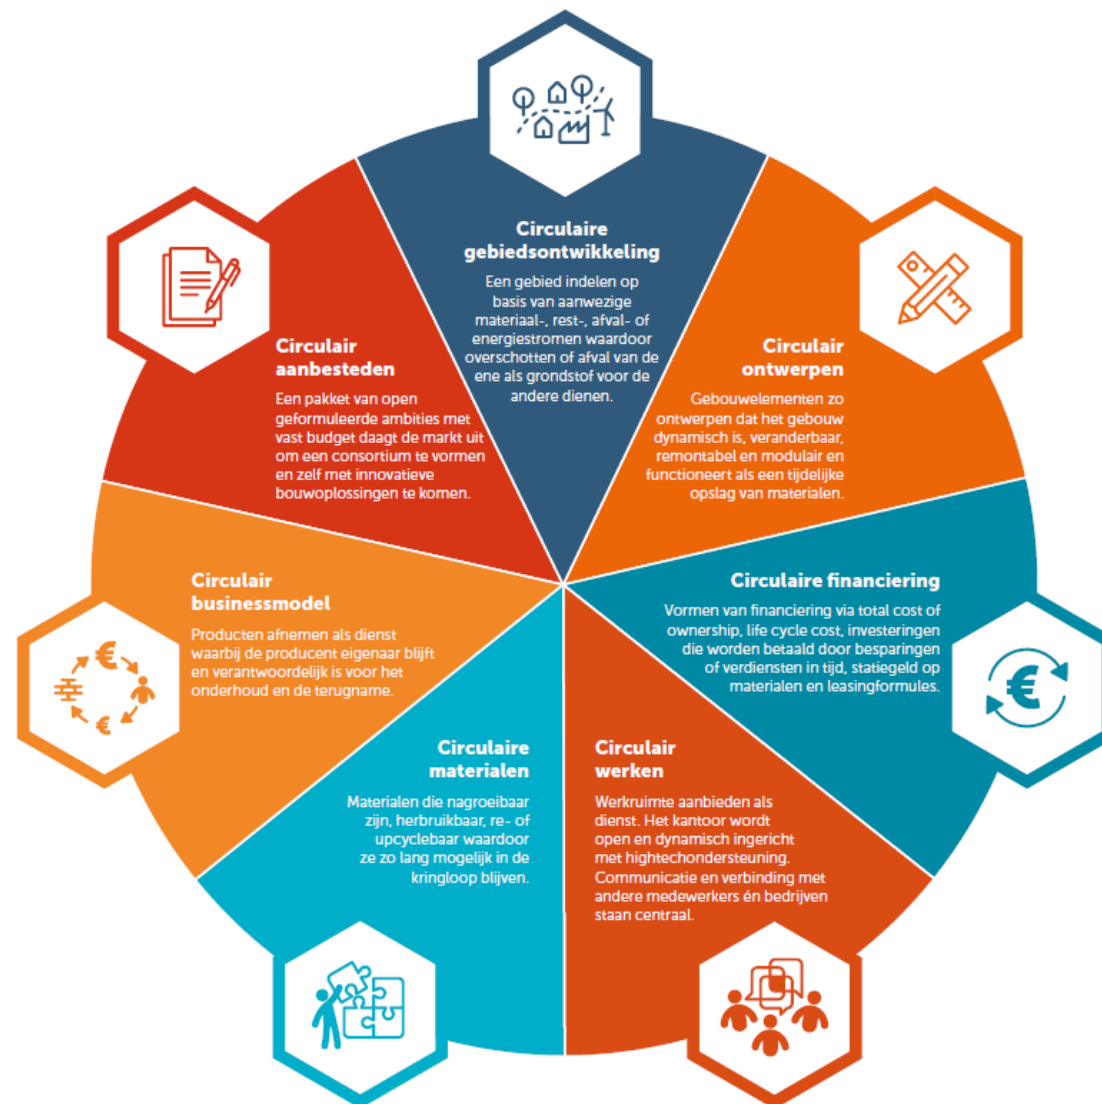 Circulaire
gebiedsontwikkeling
Een gebied indelen op
basis van aanwezige
materiaal-, rest-, afval- of
energiestromen waardoor
overschotten of afval van de
ene als grondstof voor de
andere dienen.
Circulair
ontwerpen
Gebouwelementen zo
ontwerpen dat het gebouw
dynamisch is, veranderbaar,
remontabel en modulair en
functioneert als een tijdelijke
opslag van materialen.
Circulaire financiering
Vormen van financiering via total cost of
ownership, life cycle cost, investeringen
die worden betaald door besparingen
of verdiensten in tijd, statiegeld op
materialen en leasingformules.
Circulair
werken
Werkruimte aanbieden als
dienst. Het kantoor wordt
open en dynamisch ingericht
met hightechondersteuning.
Communicatie en verbinding met
andere medewerkers én bedrijven
staan centraal.
Circulaire
materialen
Materialen die nagroeibaar
zijn, herbruikbaar, re- of
upcyclebaar waardoor
ze zo lang mogelijk in de
kringloop blijven.
Circulair
businessmodel
Producten afnemen als dienst
waarbij de producent eigenaar blijft
en verantwoordelijk is voor het
onderhoud en de terugname.
Circulair
aanbesteden
Een pakket van open
geformuleerde ambities met
vast budget daagt de markt uit
om een consortium te vormen
en zelf met innovatieve
bouwoplossingen te komen.
€
€
€